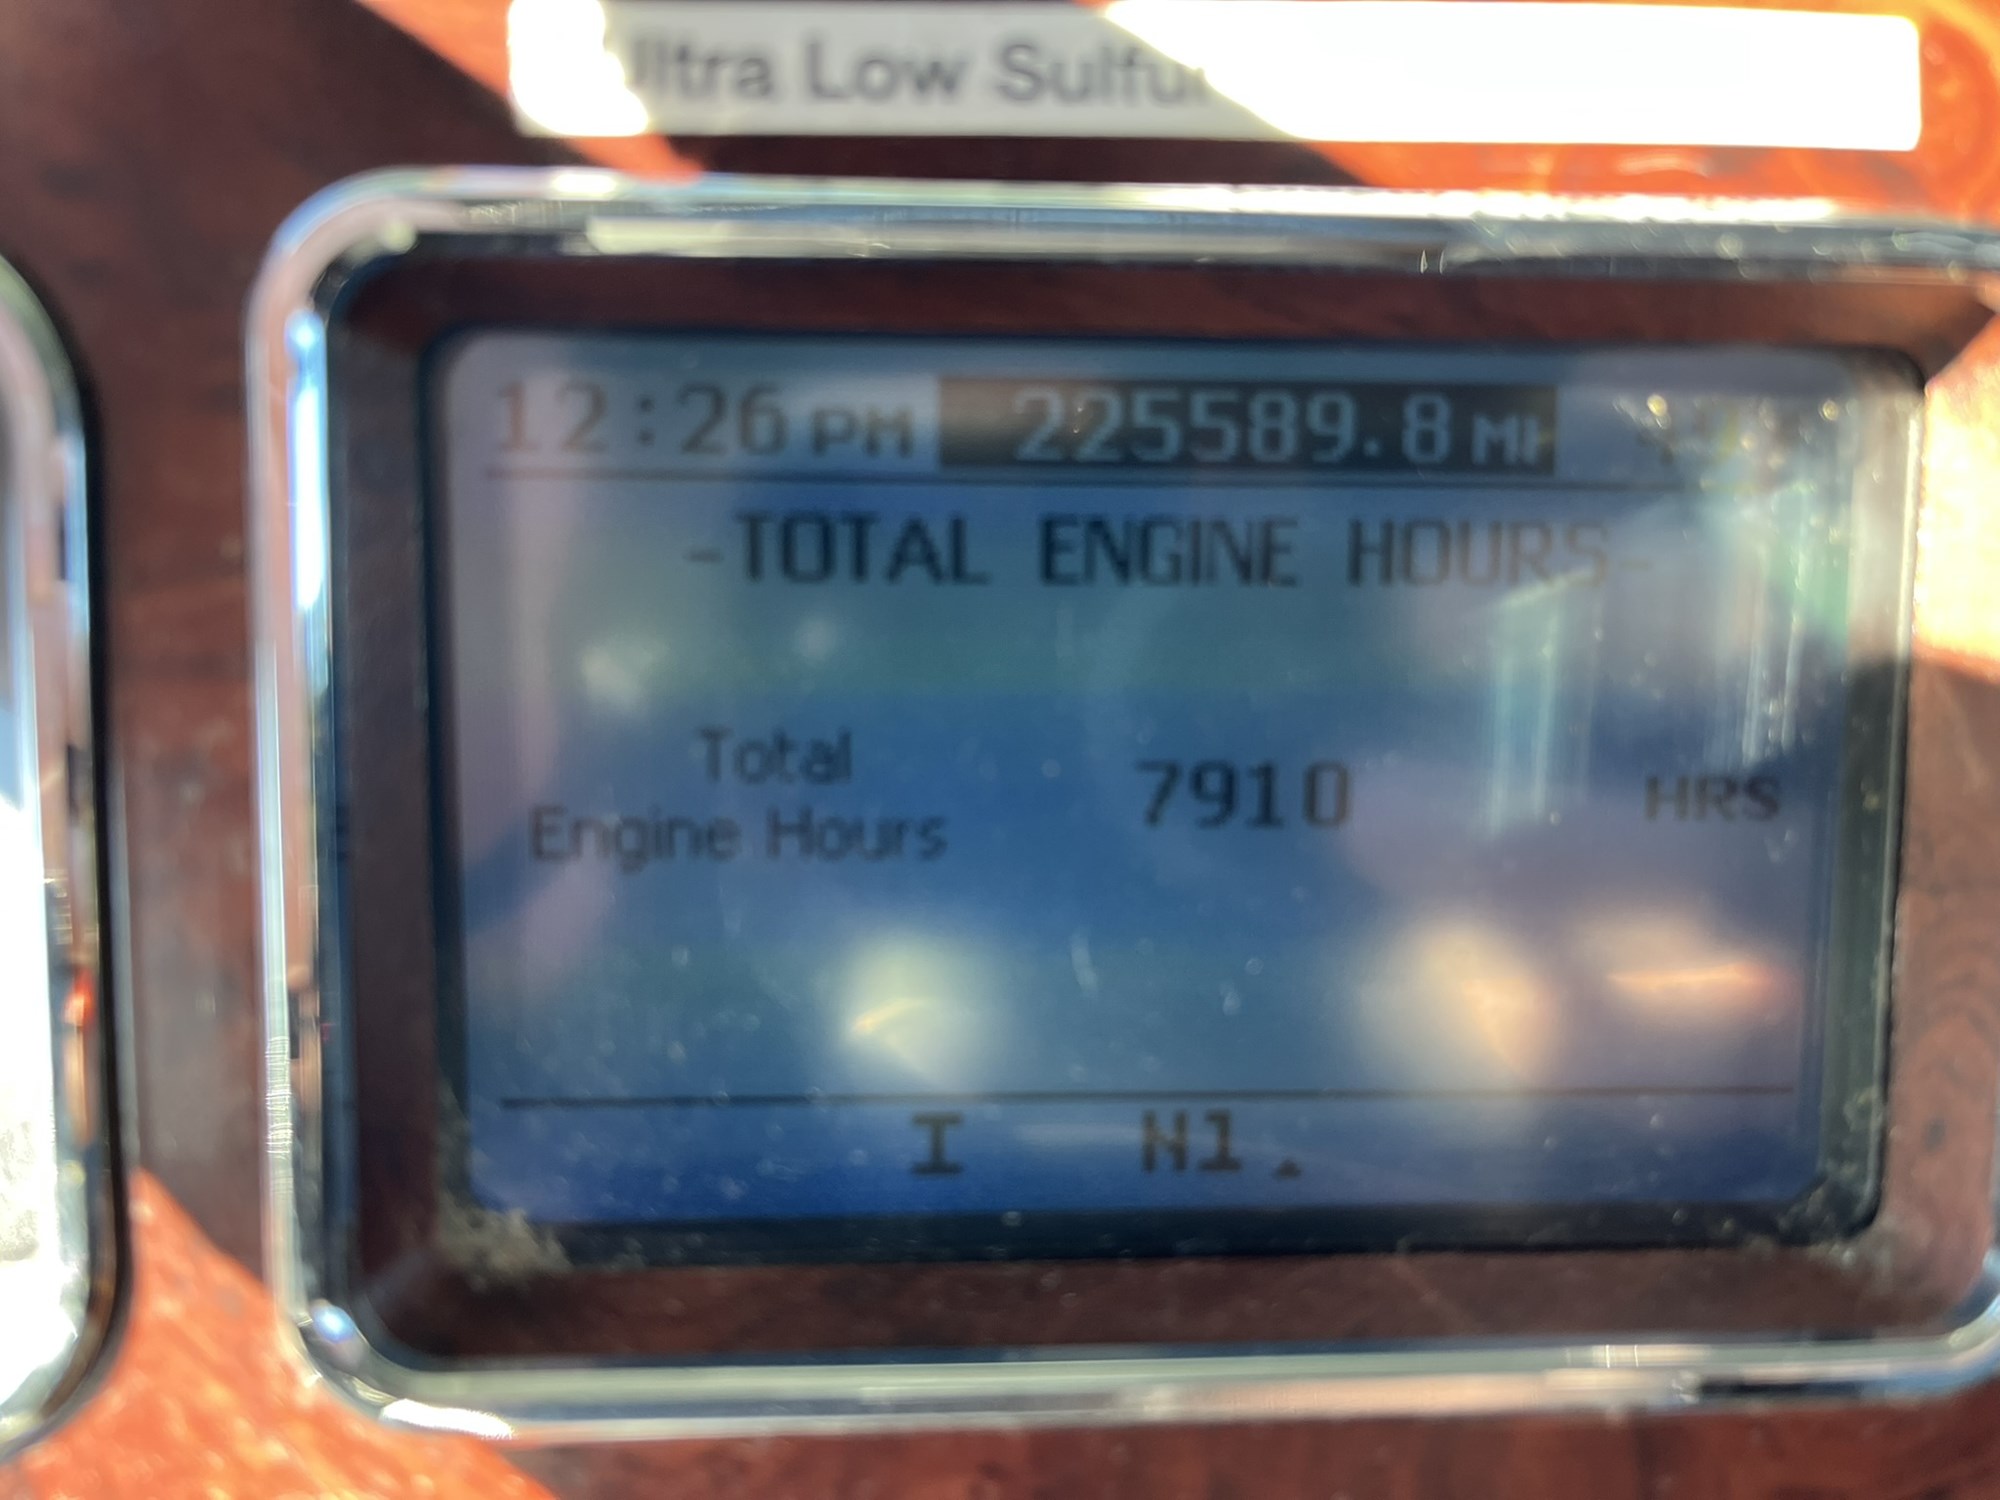 Ultra Low Sulfur
12:26 PM 225589.8 MI
-TOTAL ENGINE HOURS-
Total
Engine Hours 7910 HRS
I N1